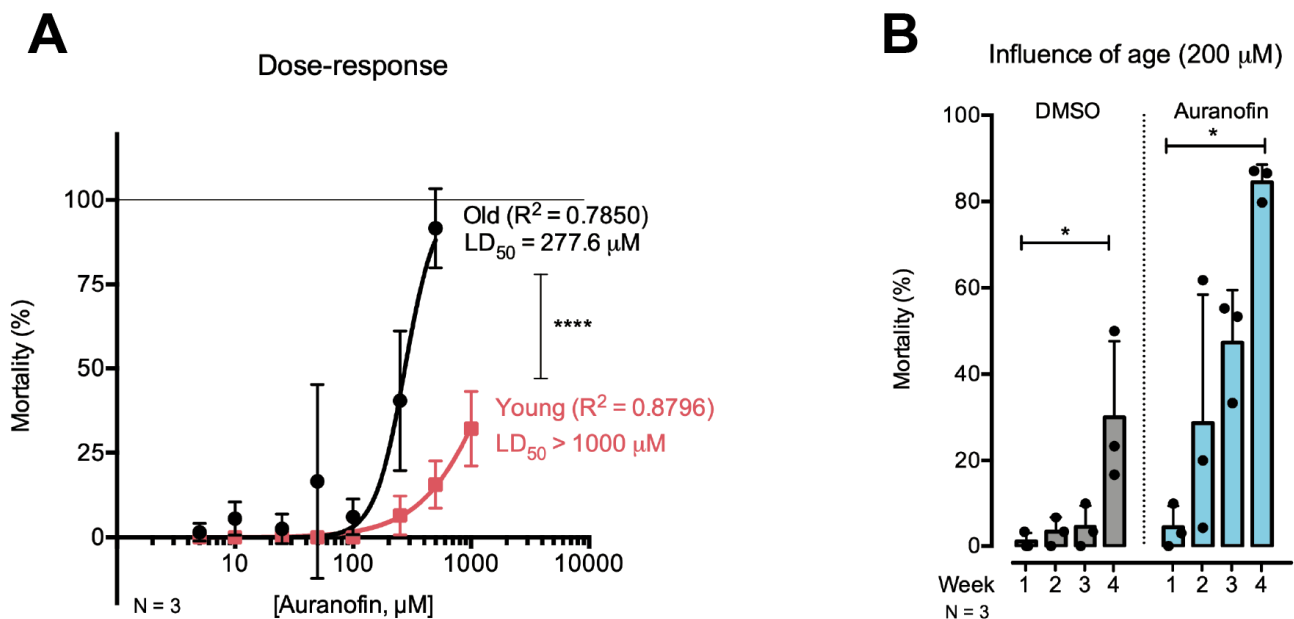 A
Dose-response
Mortality (%)
100
75
50
25
0
10
100
1000
10000
[Auranofin, µM]
N = 3
Old (R² = 0.7850)
LD₅₀ = 277.6 µM
****
Young (R² = 0.8796)
LD₅₀ > 1000 µM
B
Influence of age (200 µM)
DMSO
Auranofin
*
*
Mortality (%)
100
80
60
40
20
0
Week 1 2 3 4 1 2 3 4
N = 3